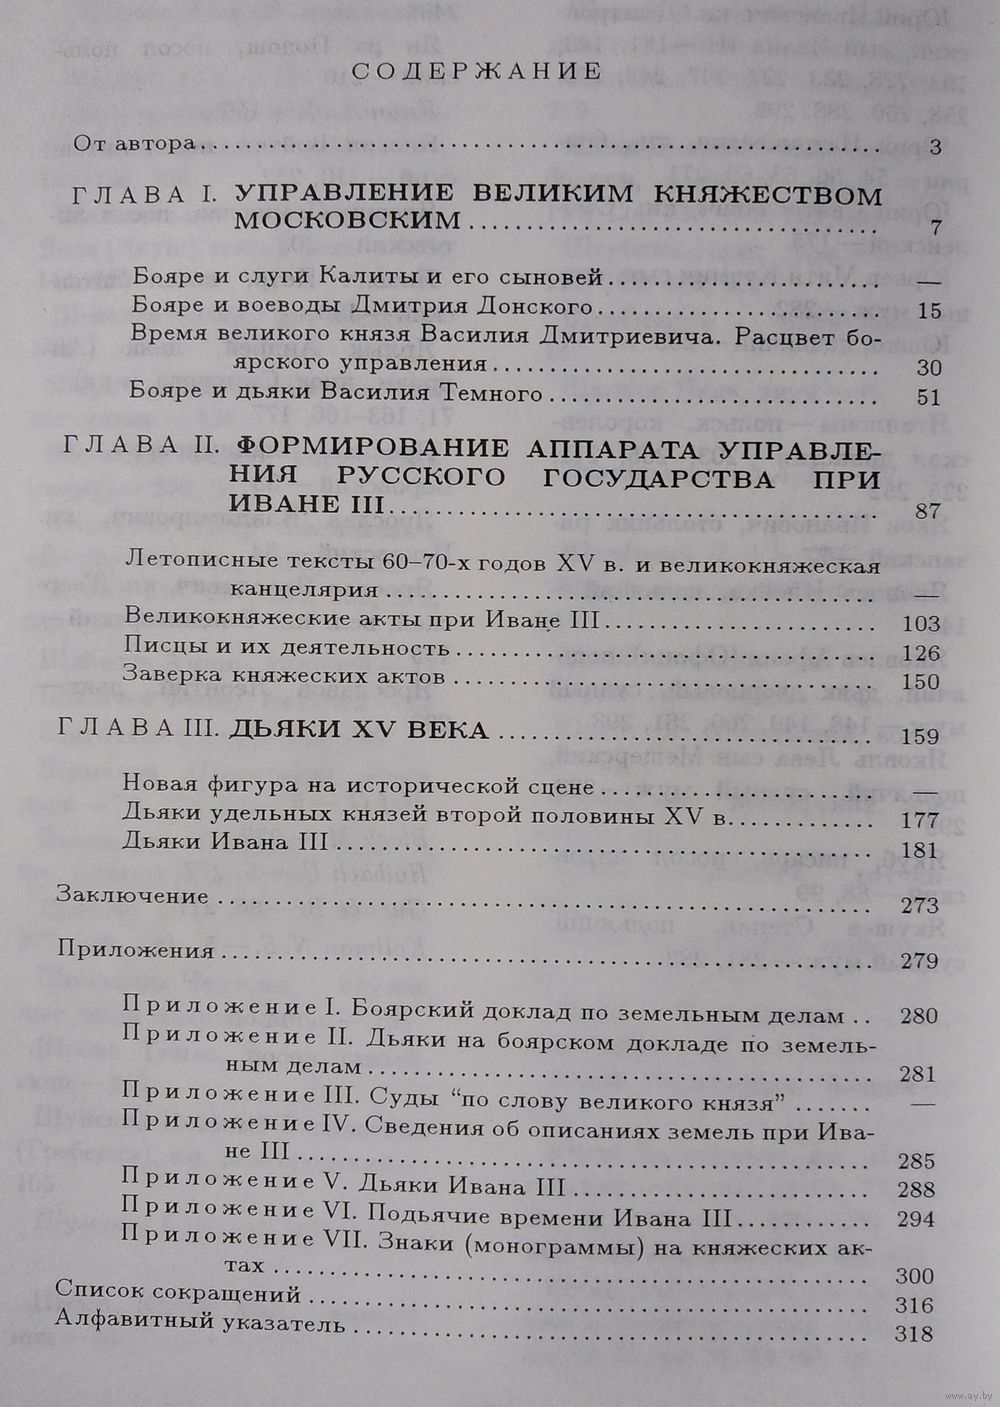 СОДЕРЖАНИЕ
От автора 3
ГЛАВА I. УПРАВЛЕНИЕ ВЕЛИКИМ КНЯЖЕСТВОМ
МОСКОВСКИМ 7
Бояре и слуги Калиты и его сыновей —
Бояре и воеводы Дмитрия Донского 15
Время великого князя Василия Дмитриевича. Расцвет бо-
ярского управления 30
Бояре и дьяки Василия Темного 51
ГЛАВА II. ФОРМИРОВАНИЕ АППАРАТА УПРАВЛЕ-
НИЯ РУССКОГО ГОСУДАРСТВА ПРИ
ИВАНЕ III 87
Летописные тексты 60–70-х годов XV в. и великокняжеская
канцелярия —
Великокняжеские акты при Иване III 103
Писцы и их деятельность 126
Заверка княжеских актов 150
ГЛАВА III. ДЬЯКИ XV ВЕКА 159
Новая фигура на исторической сцене —
Дьяки удельных князей второй половины XV в. 177
Дьяки Ивана III 181
Заключение 273
Приложения 279
Приложение I. Боярский доклад по земельным делам .. 280
Приложение II. Дьяки на боярском докладе по земель-
ным делам 281
Приложение III. Суды “по слову великого князя” —
Приложение IV. Сведения об описаниях земель при Ива-
не III 285
Приложение V. Дьяки Ивана III 288
Приложение VI. Подьячие времени Ивана III 294
Приложение VII. Знаки (монограммы) на княжеских ак-
тах 300
Список сокращений 316
Алфавитный указатель 318
www.ay.by